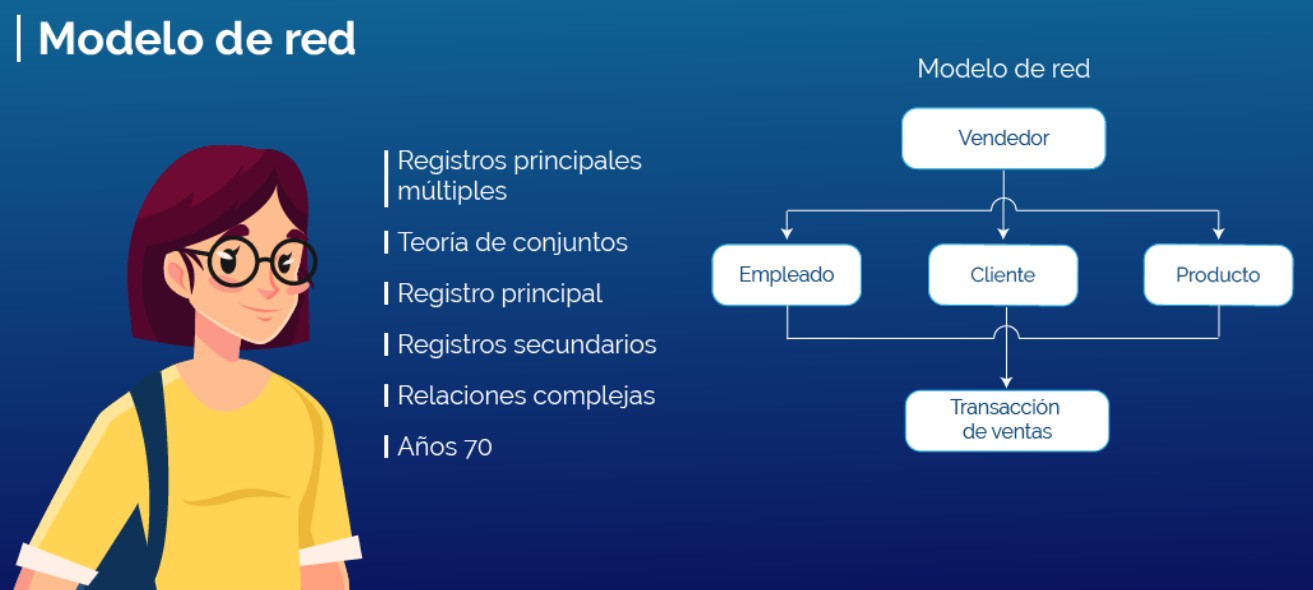 Modelo de red
Registros principales
múltiples
Teoría de conjuntos
Registro principal
Registros secundarios
Relaciones complejas
Años 70
Modelo de red
Vendedor
Empleado
Cliente
Producto
Transacción
de ventas